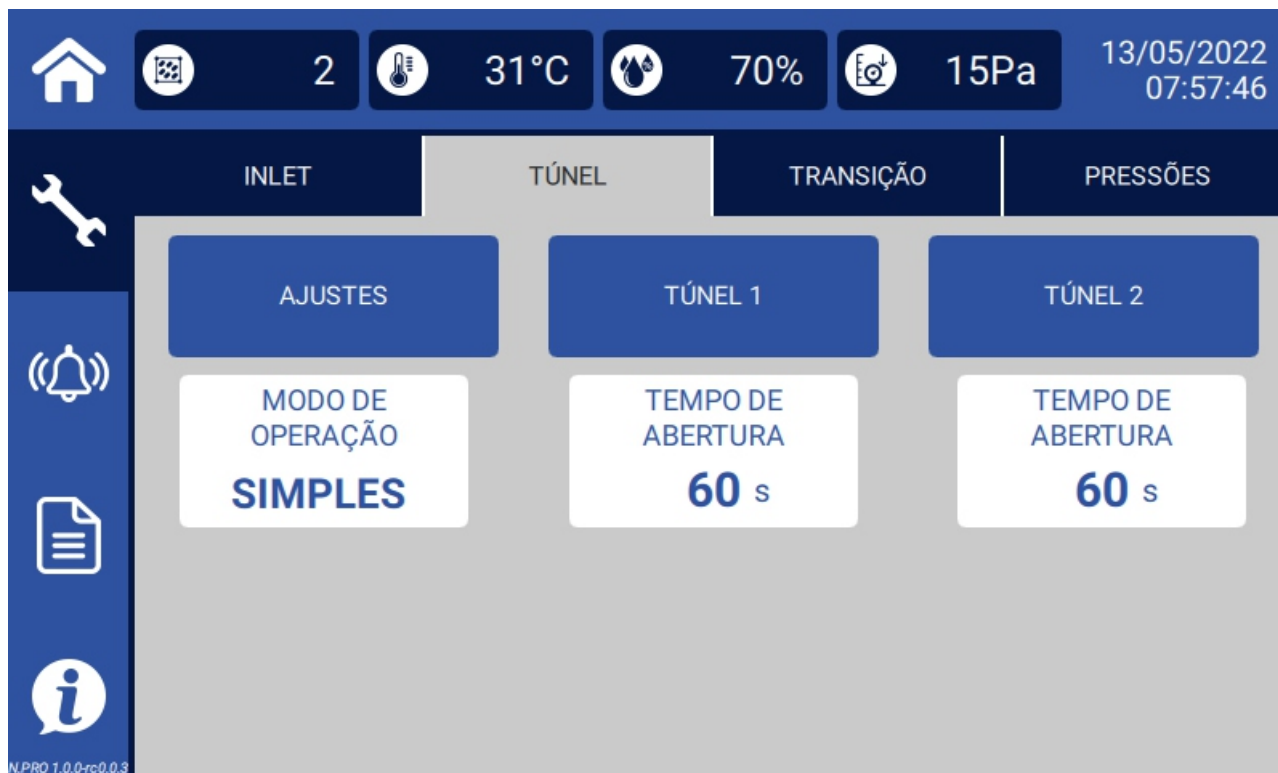 2
31°C
70%
15Pa
13/05/2022
07:57:46
INLET
TÚNEL
TRANSIÇÃO
PRESSÕES
AJUSTES
TÚNEL 1
TÚNEL 2
MODO DE
OPERAÇÃO
SIMPLES
TEMPO DE
ABERTURA
60 s
TEMPO DE
ABERTURA
60 s
N.PRO 1.0.0-rc0.0.3